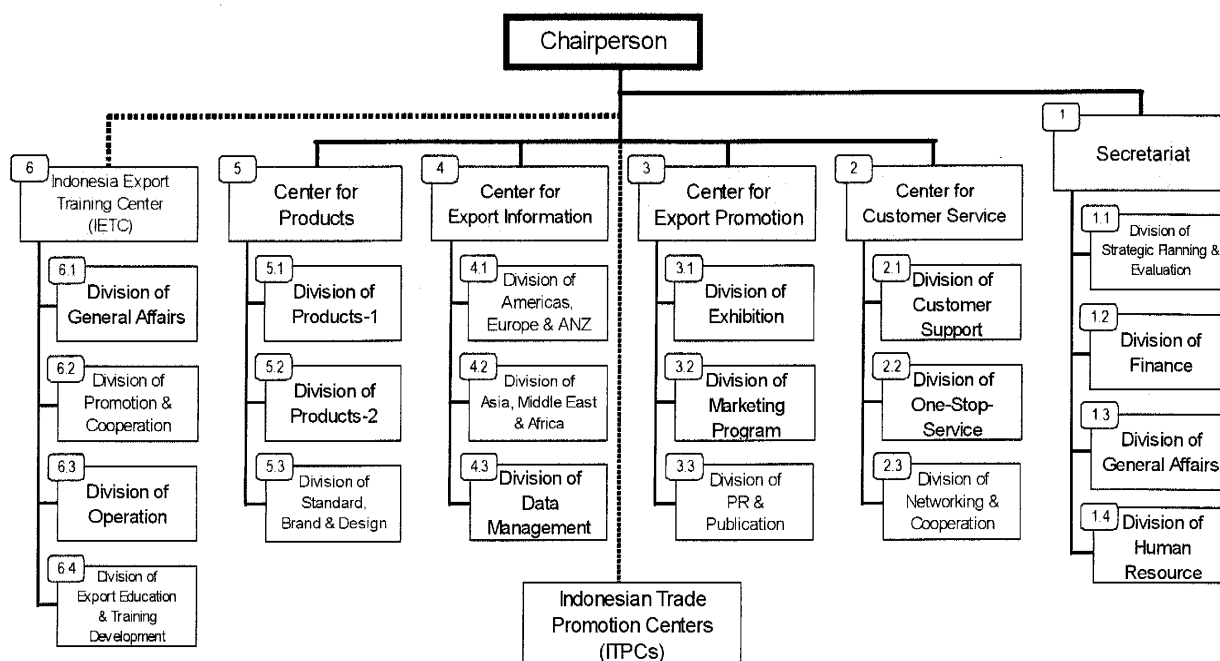 Chairperson
1
Secretariat
1.1
Division of
Strategic Planning &
Evaluation
1.2
Division of
Finance
1.3
Division of
General Affairs
1.4
Division of
Human
Resource
2
Center for
Customer Service
2.1
Division of
Customer
Support
2.2
Division of
One-Stop-
Service
2.3
Division of
Networking &
Cooperation
3
Center for
Export Promotion
3.1
Division of
Exhibition
3.2
Division of
Marketing
Program
3.3
Division of
PR &
Publication
4
Center for
Export Information
4.1
Division of
Americas,
Europe & ANZ
4.2
Division of
Asia, Middle East
& Africa
4.3
Division of
Data
Management
5
Center for
Products
5.1
Division of
Products-1
5.2
Division of
Products-2
5.3
Division of
Standard,
Brand & Design
6
Indonesia Export
Training Center
(IETC)
6.1
Division of
General Affairs
6.2
Division of
Promotion &
Cooperation
6.3
Division of
Operation
6.4
Division of
Export Education
& Training
Development
Indonesian Trade
Promotion Centers
(ITPCs)